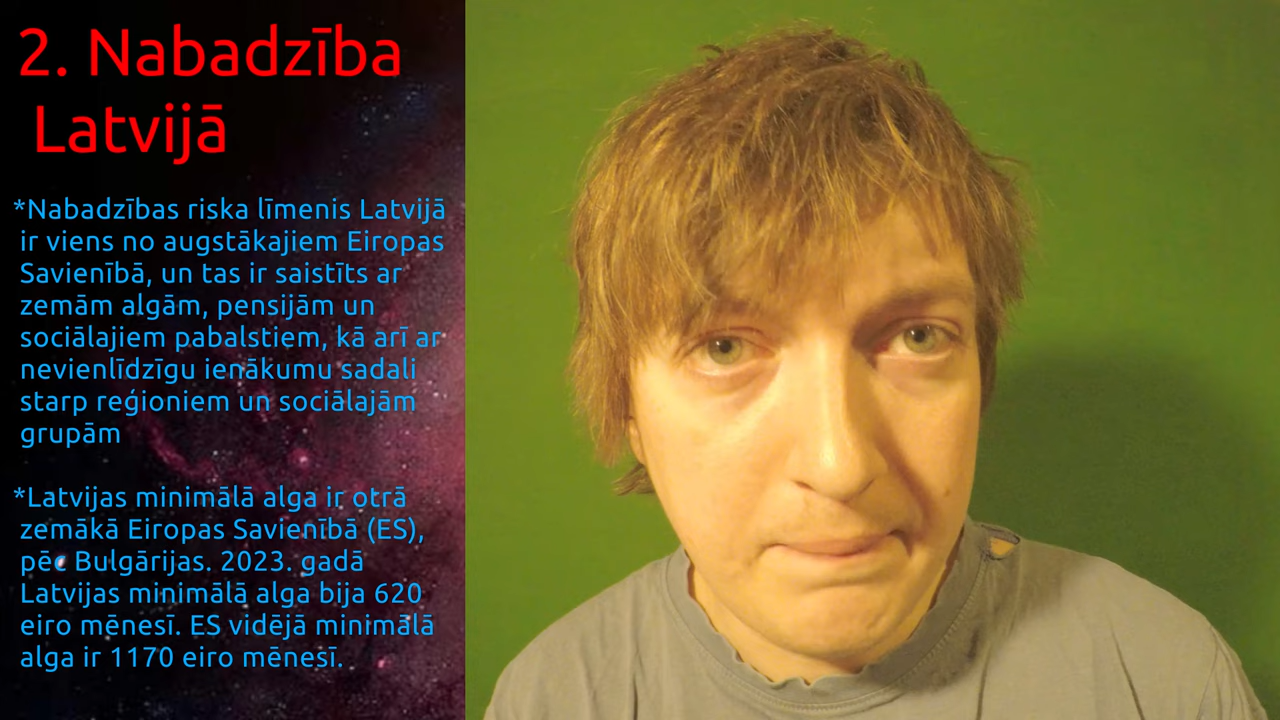 2. Nabadzība
Latvijā
*Nabadzības riska līmenis Latvijā
ir viens no augstākajiem Eiropas
Savienībā, un tas ir saistīts ar
zemām algām, pensijām un
sociālajiem pabalstiem, kā arī ar
nevienlīdzīgu ienākumu sadali
starp reģioniem un sociālajām
grupām
*Latvijas minimālā alga ir otrā
zemākā Eiropas Savienībā (ES),
pēc Bulgārijas. 2023. gadā
Latvijas minimālā alga bija 620
eiro mēnesī. ES vidējā minimālā
alga ir 1170 eiro mēnesī.